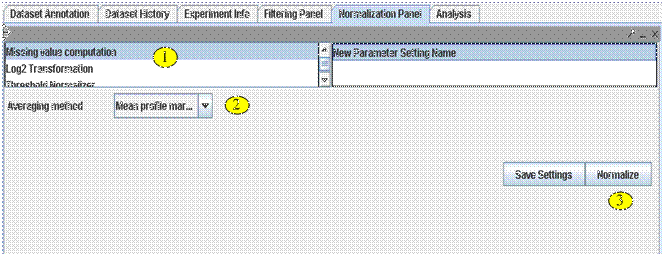 Dataset Annotation Dataset History Experiment Info Filtering Panel Normalization Panel Analysis
Missing value computation
Log2 Transformation
Threshold Normalizer
New Parameter Setting Name
1
Averaging method Mean profile mar... 2
Save Settings Normalize
3